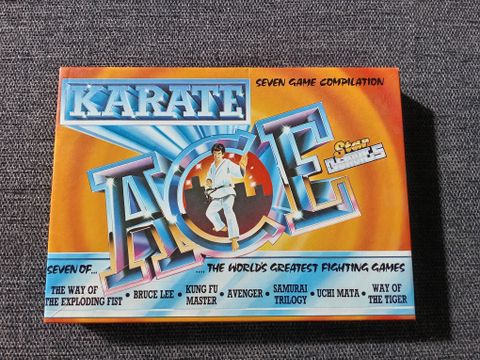 KARATE
SEVEN GAME COMPILATION
ACE
Star
GAMES
SEVEN OF...
.... THE WORLD'S GREATEST FIGHTING GAMES
THE WAY OF
THE EXPLODING FIST • BRUCE LEE • KUNG FU
MASTER • AVENGER • SAMURAI
TRILOGY • UCHI MATA • WAY OF
THE TIGER